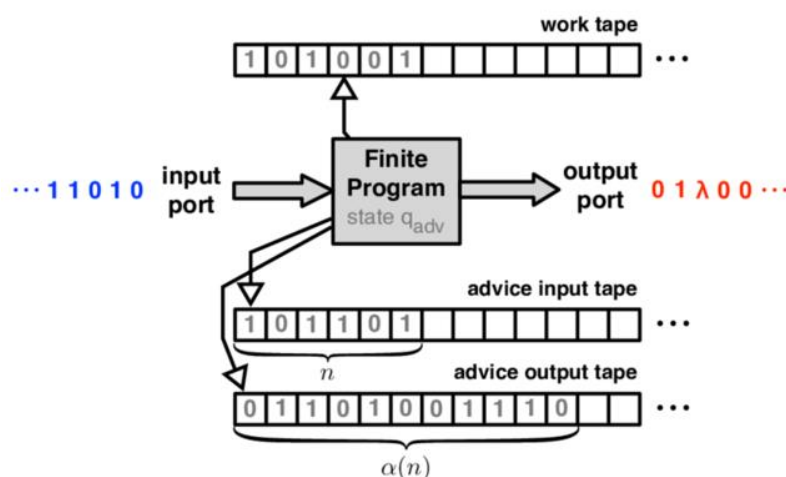 work tape
1 0 1 0 0 1 ···
··· 1 1 0 1 0
input
port
Finite
Program
state q_adv
output
port
0 1 λ 0 0 ···
advice input tape
1 0 1 1 0 1 ···
n
advice output tape
0 1 1 0 1 0 0 1 1 1 0 ···
α(n)